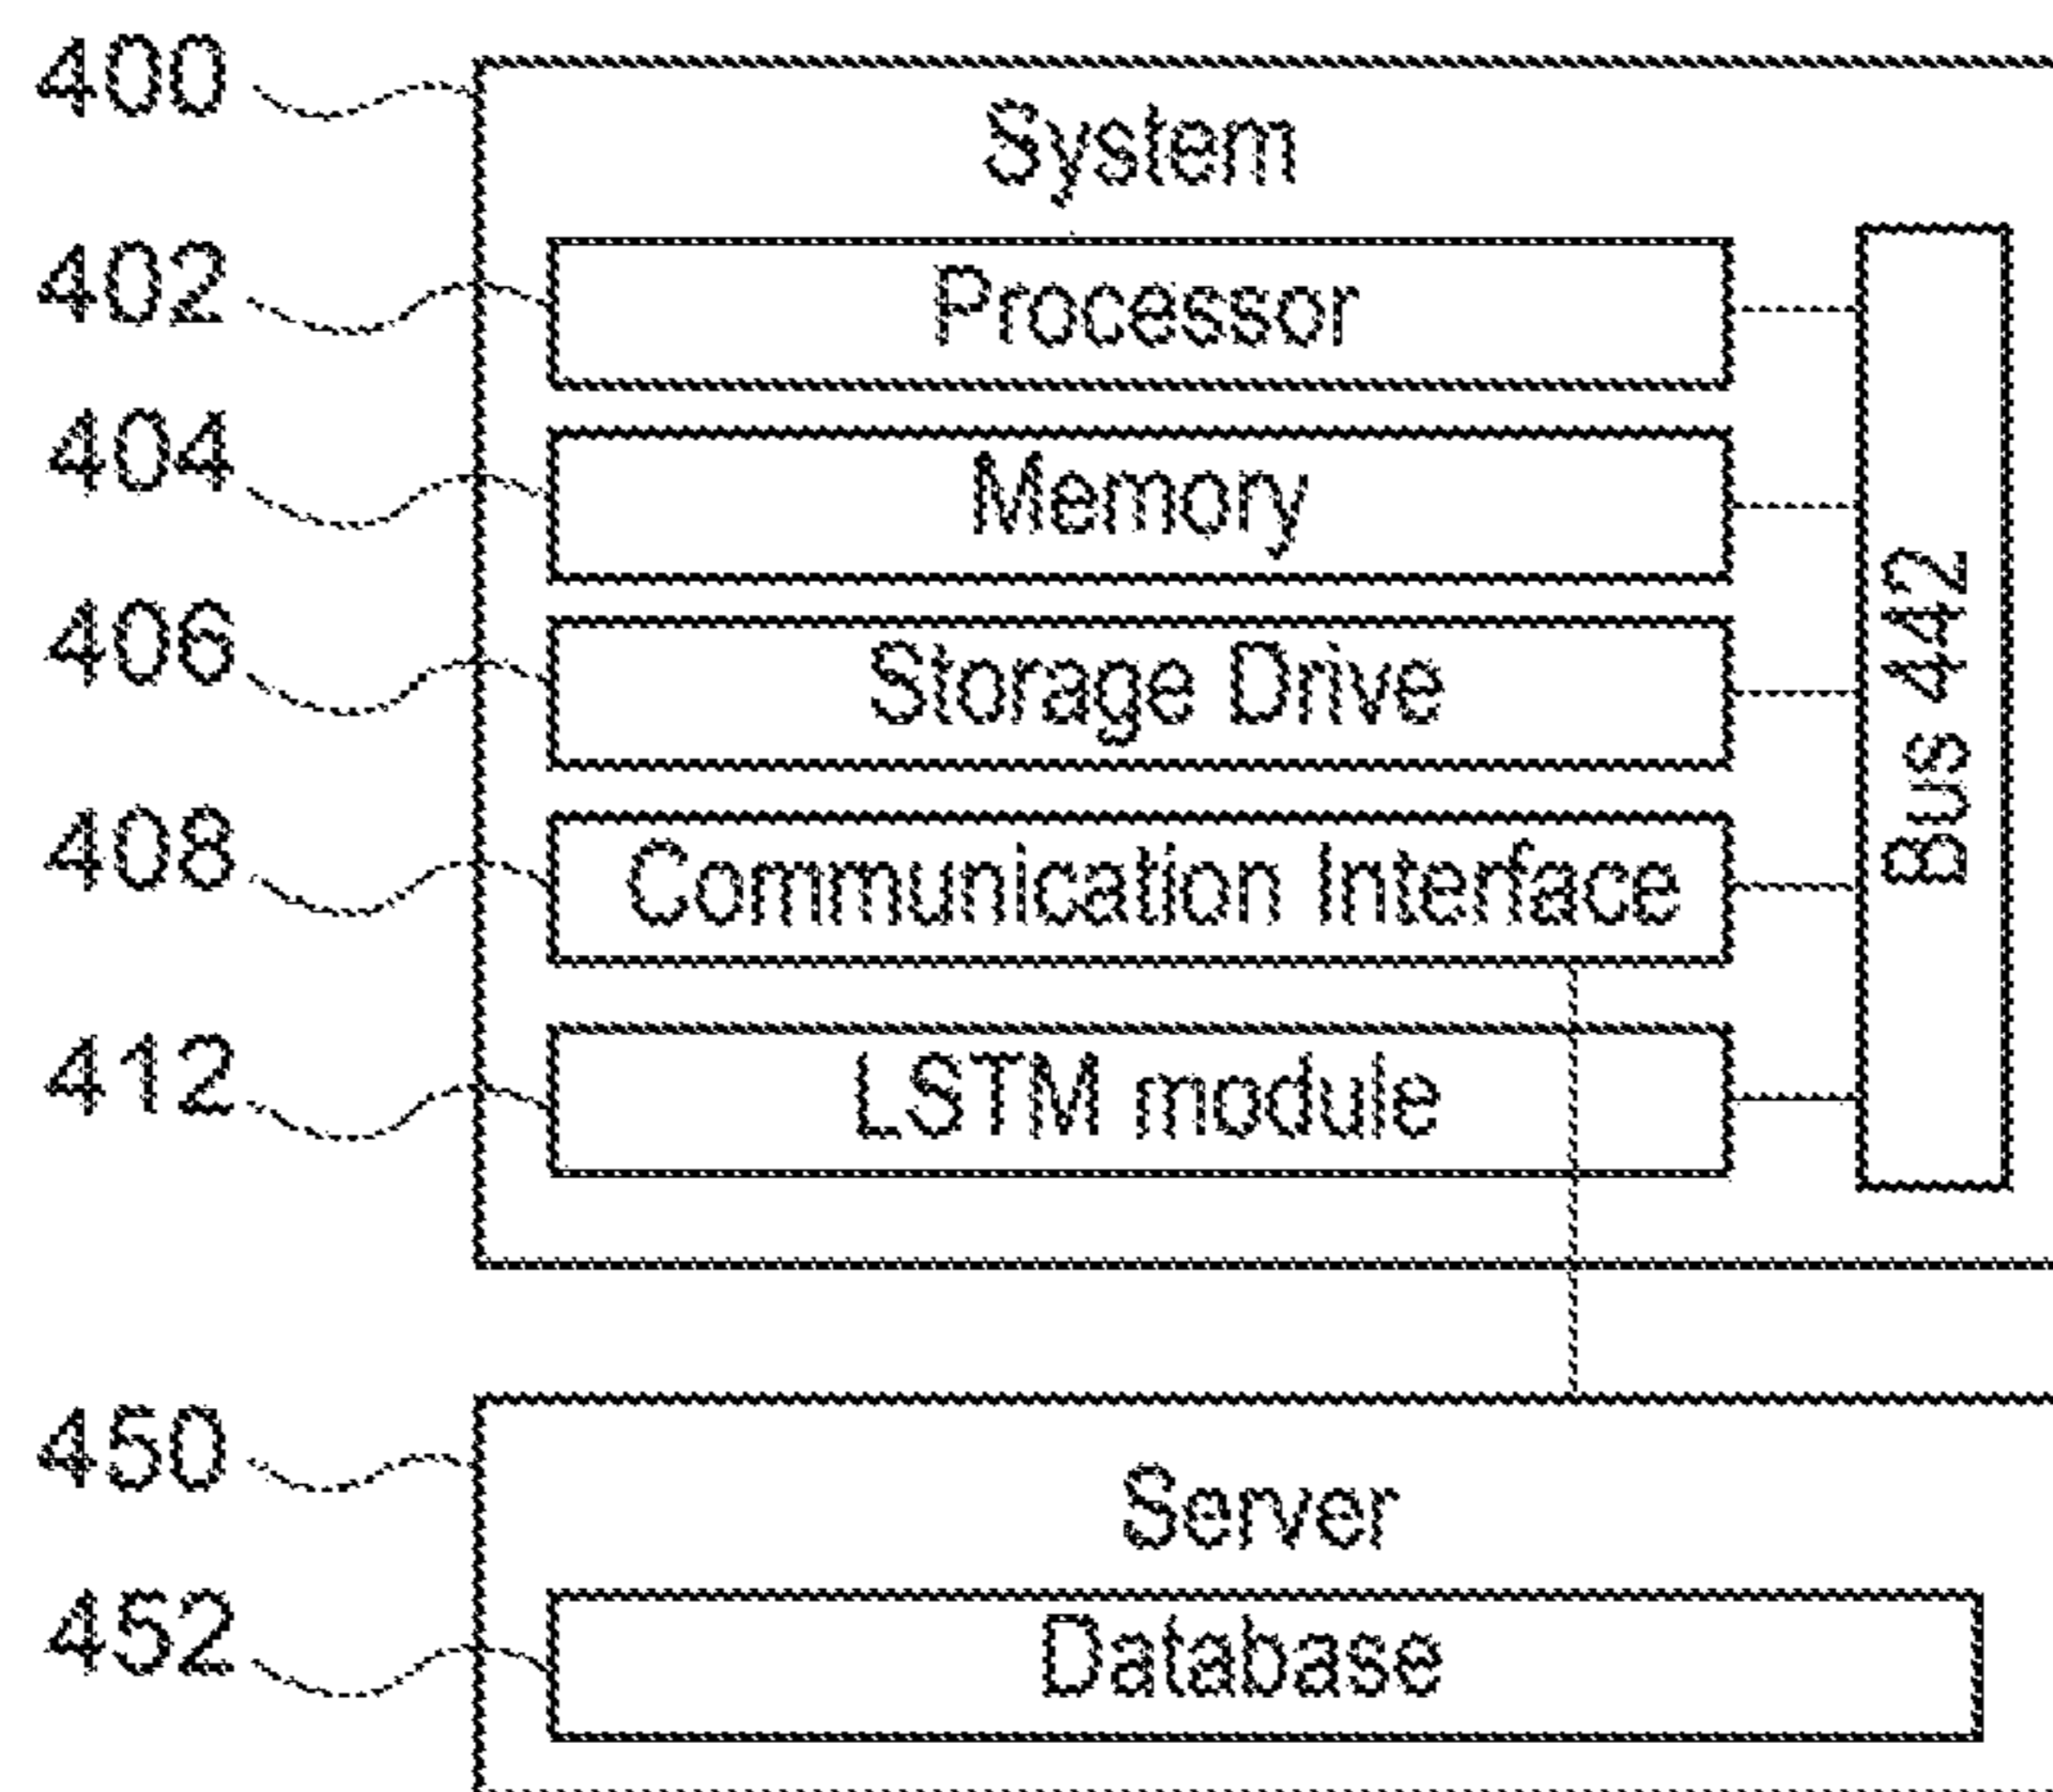 400
System
402
Processor
404
Memory
406
Storage Drive
408
Communication Interface
412
LSTM module
Bus 442
450
Server
452
Database